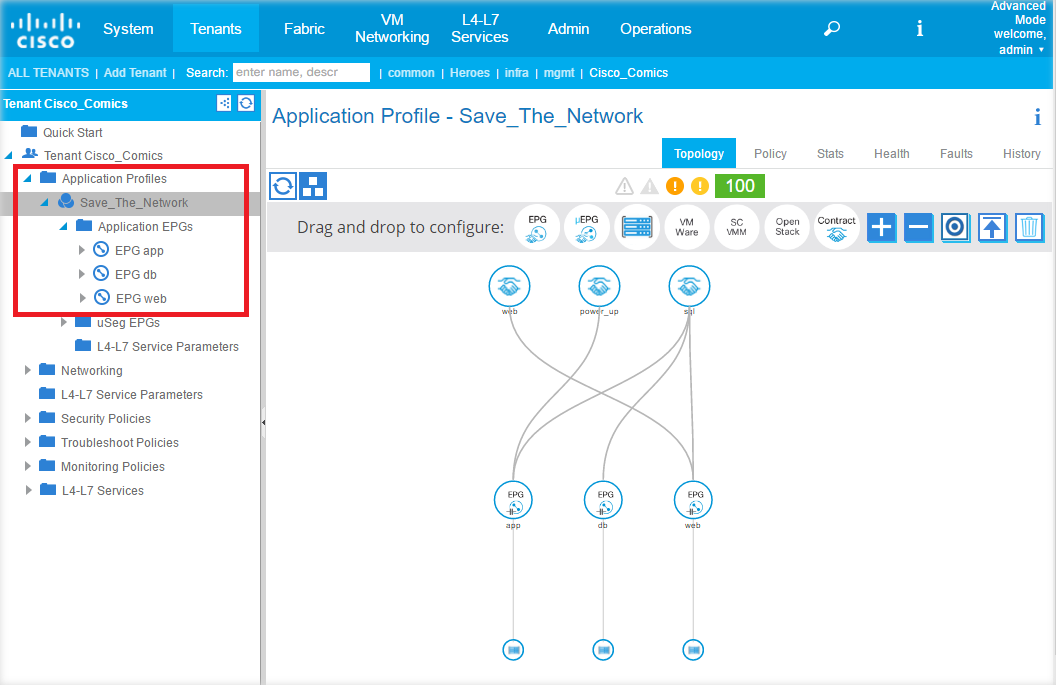 CISCO
System
Tenants
Fabric
VM
Networking
L4-L7
Services
Admin
Operations
i
Advanced
Mode
welcome,
admin
ALL TENANTS | Add Tenant | Search: enter name, descr | common | Heroes | infra | mgmt | Cisco_Comics
Tenant Cisco_Comics
Quick Start
Tenant Cisco_Comics
Application Profiles
Save_The_Network
Application EPGs
EPG app
EPG db
EPG web
uSeg EPGs
L4-L7 Service Parameters
Networking
L4-L7 Service Parameters
Security Policies
Troubleshoot Policies
Monitoring Policies
L4-L7 Services
Application Profile - Save_The_Network
i
Topology Policy Stats Health Faults History
100
Drag and drop to configure:
EPG
µEPG
VM
Ware
SC
VMM
Open
Stack
Contract
web power_up sql
EPG EPG EPG
app db web